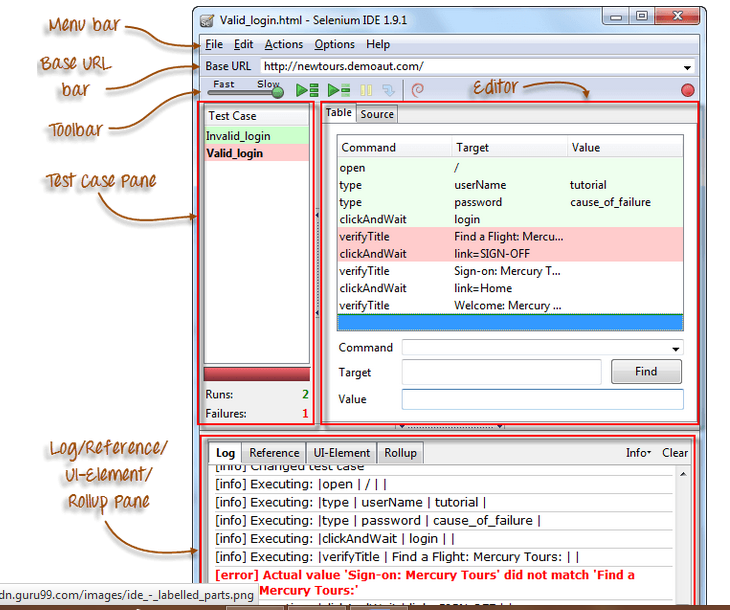 Valid_login.html - Selenium IDE 1.9.1
Menu bar
File Edit Actions Options Help
Base URL bar
Base URL http://newtours.demoaut.com/
Fast Slow
Toolbar
Editor
Test Case Pane
Test Case
Invalid_login
Valid_login
Runs: 2
Failures: 1
Table Source
Command Target Value
open /
type userName tutorial
type password cause_of_failure
clickAndWait login
verifyTitle Find a Flight: Mercu...
clickAndWait link=SIGN-OFF
verifyTitle Sign-on: Mercury T...
clickAndWait link=Home
verifyTitle Welcome: Mercury ...
Command
Target Find
Value
Log/Reference/
UI-Element/
Rollup Pane
Log Reference UI-Element Rollup Info Clear
[info] Changed test case
[info] Executing: |open | / | |
[info] Executing: |type | userName | tutorial |
[info] Executing: |type | password | cause_of_failure |
[info] Executing: |clickAndWait | login | |
[info] Executing: |verifyTitle | Find a Flight: Mercury Tours: | |
[error] Actual value 'Sign-on: Mercury Tours' did not match 'Find a
Mercury Tours:'
dn.guru99.com/images/ide_-_labelled_parts.png